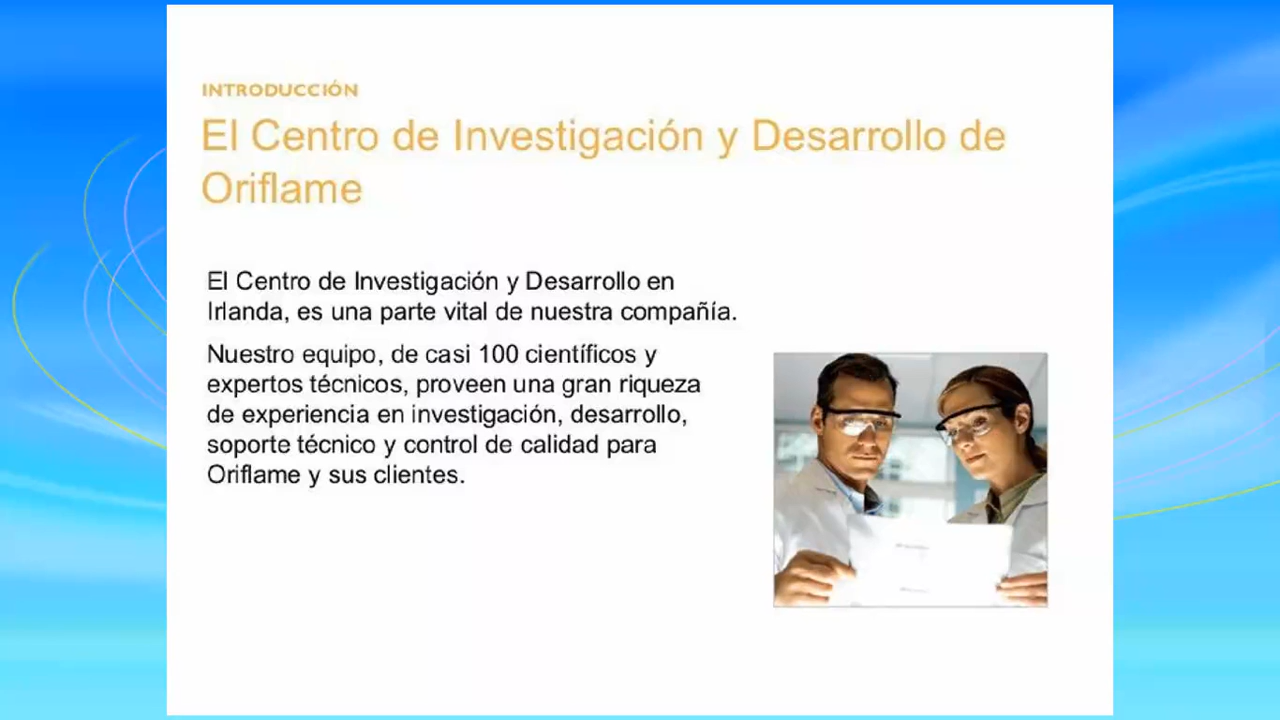 INTRODUCCIÓN
El Centro de Investigación y Desarrollo de
Oriflame
El Centro de Investigación y Desarrollo en
Irlanda, es una parte vital de nuestra compañía.
Nuestro equipo, de casi 100 científicos y
expertos técnicos, proveen una gran riqueza
de experiencia en investigación, desarrollo,
soporte técnico y control de calidad para
Oriflame y sus clientes.